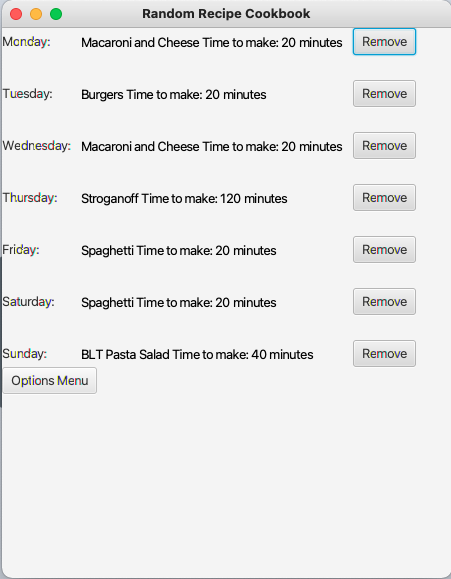 Random Recipe Cookbook
Monday: Macaroni and Cheese Time to make: 20 minutes Remove
Tuesday: Burgers Time to make: 20 minutes Remove
Wednesday: Macaroni and Cheese Time to make: 20 minutes Remove
Thursday: Stroganoff Time to make: 120 minutes Remove
Friday: Spaghetti Time to make: 20 minutes Remove
Saturday: Spaghetti Time to make: 20 minutes Remove
Sunday: BLT Pasta Salad Time to make: 40 minutes Remove
Options Menu